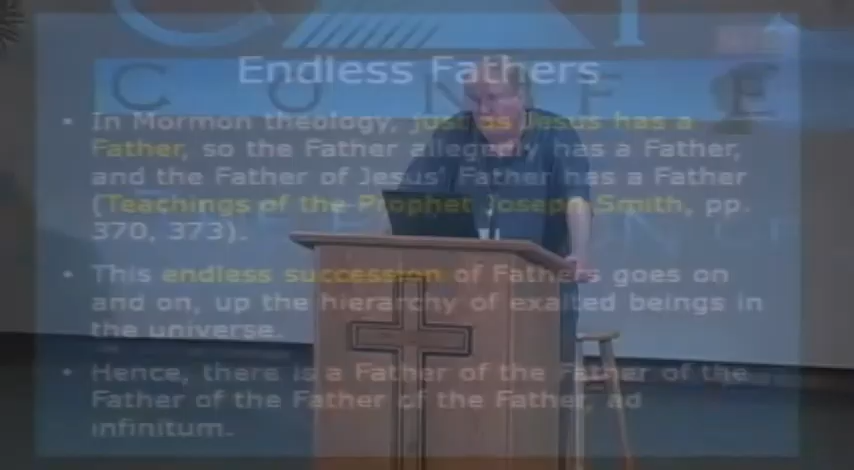 Endless Fathers
• In Mormon theology, just as Jesus has a
Father, so the Father allegedly has a Father,
and the Father of Jesus' Father has a Father
(Teachings of the Prophet Joseph Smith, pp.
370, 373).
• This endless succession of Fathers goes on
and on, up the hierarchy of exalted beings in
the universe.
• Hence, there is a Father of the Father of the
Father of the Father of the Father, ad
infinitum.
C O N F E